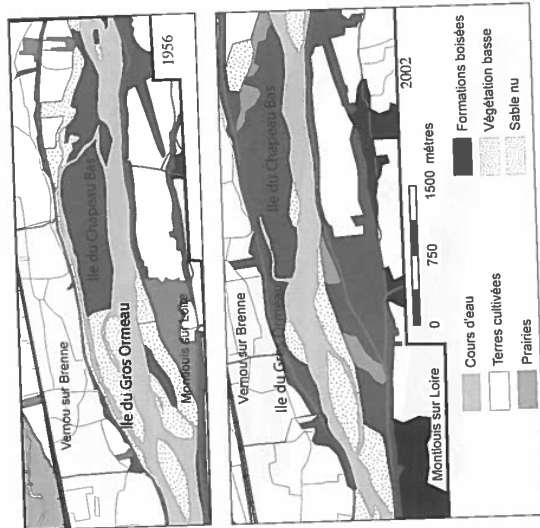 1956
Vernou sur Brenne
Ile du Chapeau Bas
Ile du Gros Ormeau
Montlouis sur Loire
2002
Vernou sur Brenne
Ile du Chapeau Bas
Ile du Gros Ormeau
Montlouis sur Loire
0 750 1500 mètres
Cours d'eau
Terres cultivées
Prairies
Formations boisées
Végétation basse
Sable nu